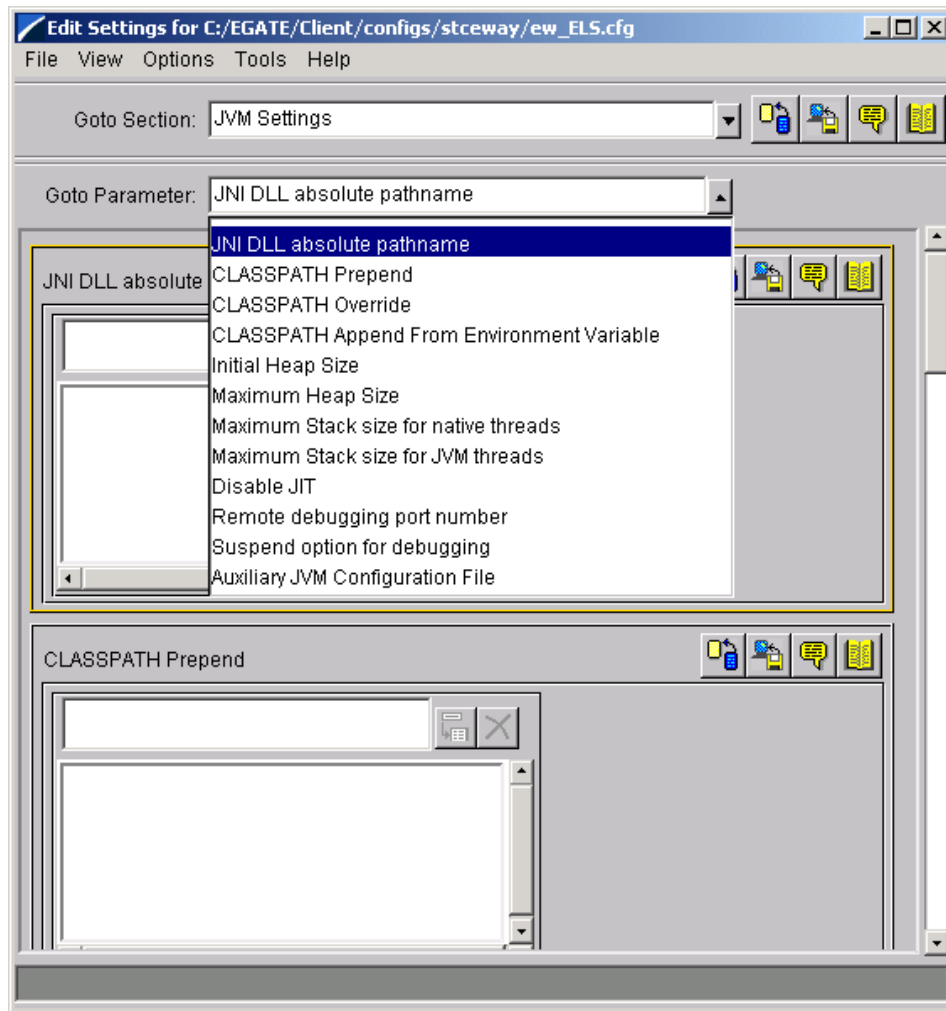 Edit Settings for C:/EGATE/Client/configs/stceway/ew_ELS.cfg
File View Options Tools Help
Goto Section: JVM Settings
Goto Parameter: JNI DLL absolute pathname
JNI DLL absolute pathname
JNI DLL absolute
CLASSPATH Prepend
CLASSPATH Override
CLASSPATH Append From Environment Variable
Initial Heap Size
Maximum Heap Size
Maximum Stack size for native threads
Maximum Stack size for JVM threads
Disable JIT
Remote debugging port number
Suspend option for debugging
Auxiliary JVM Configuration File
CLASSPATH Prepend